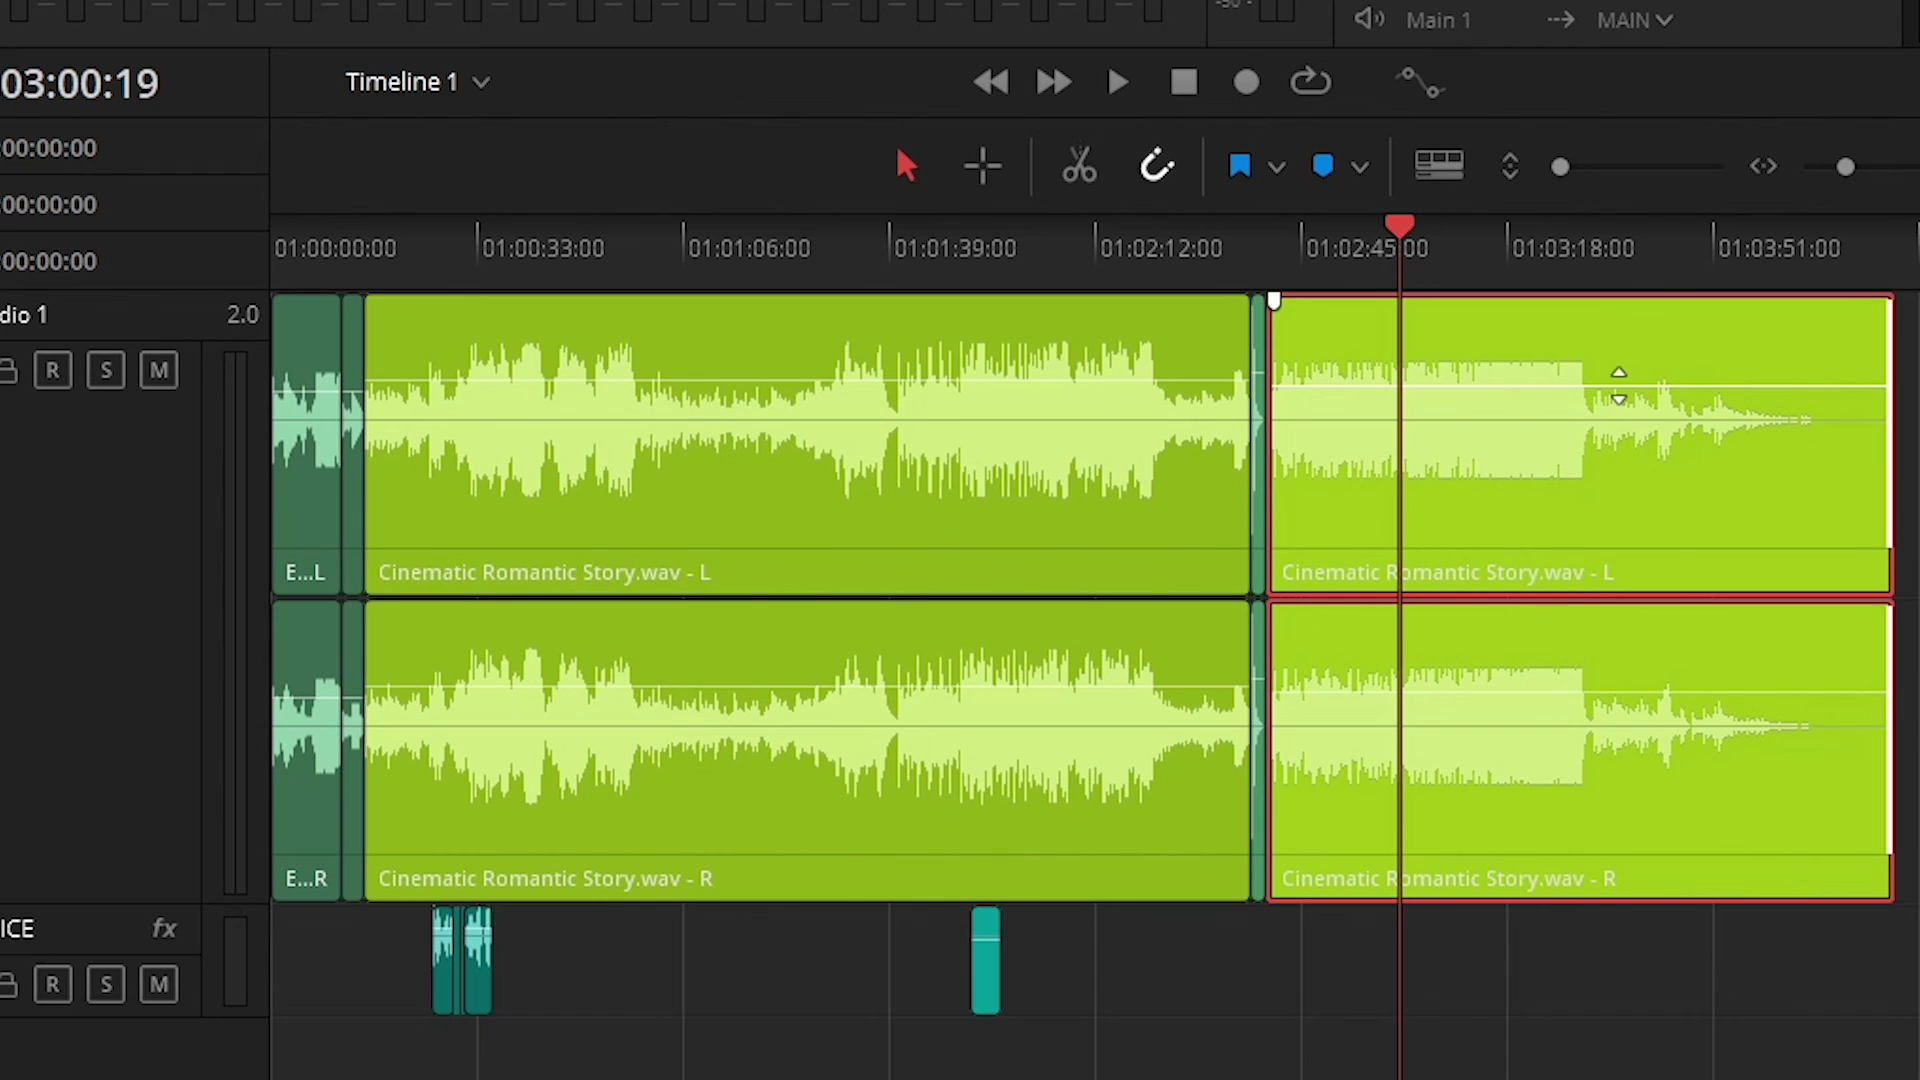 -50 -
Main 1
MAIN
03:00:19
Timeline 1
:00:00:00
:00:00:00
:00:00:00
01:00:00:00
01:00:33:00
01:01:06:00
01:01:39:00
01:02:12:00
01:02:45:00
01:03:18:00
01:03:51:00
dio 1
2.0
R
S
M
E...L
Cinematic Romantic Story.wav - L
Cinematic Romantic Story.wav - L
E...R
Cinematic Romantic Story.wav - R
Cinematic Romantic Story.wav - R
ICE
fx
R
S
M